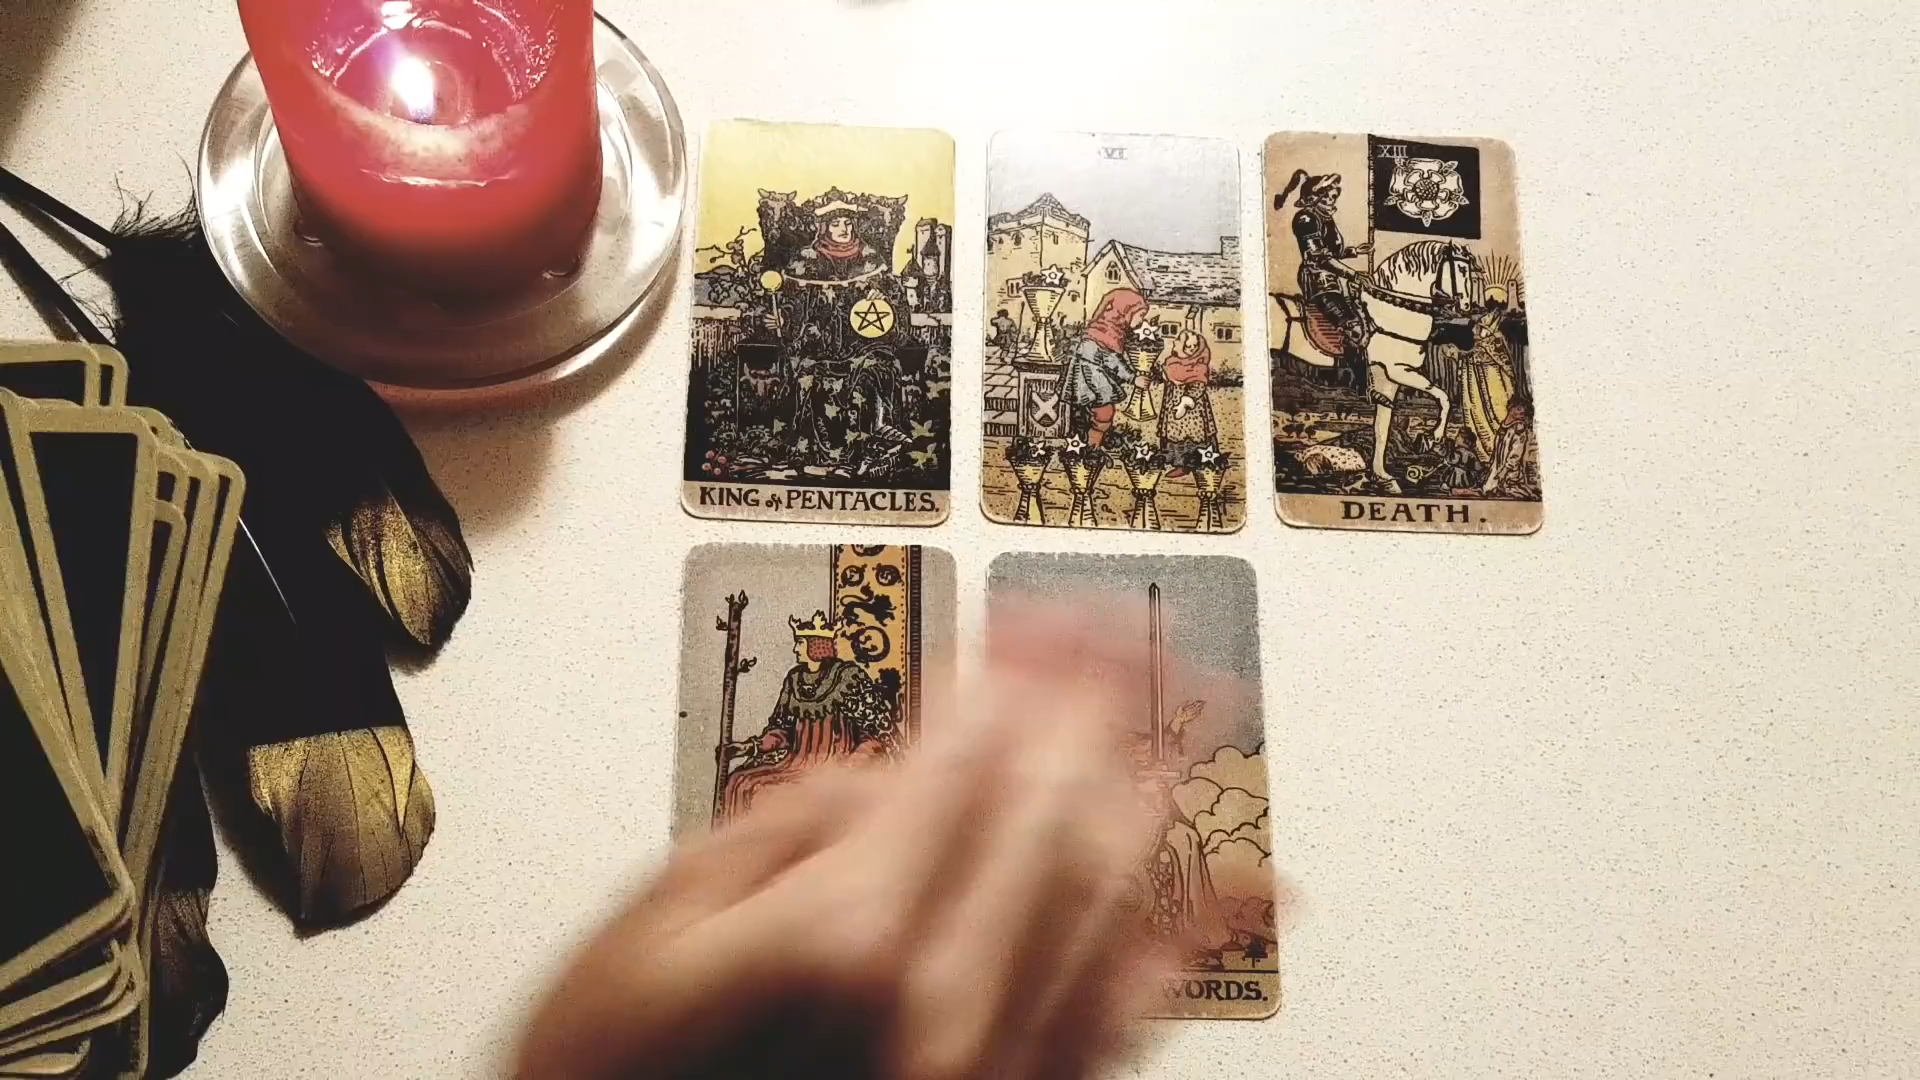 KING of PENTACLES.
VI
XIII
DEATH.
WORDS.